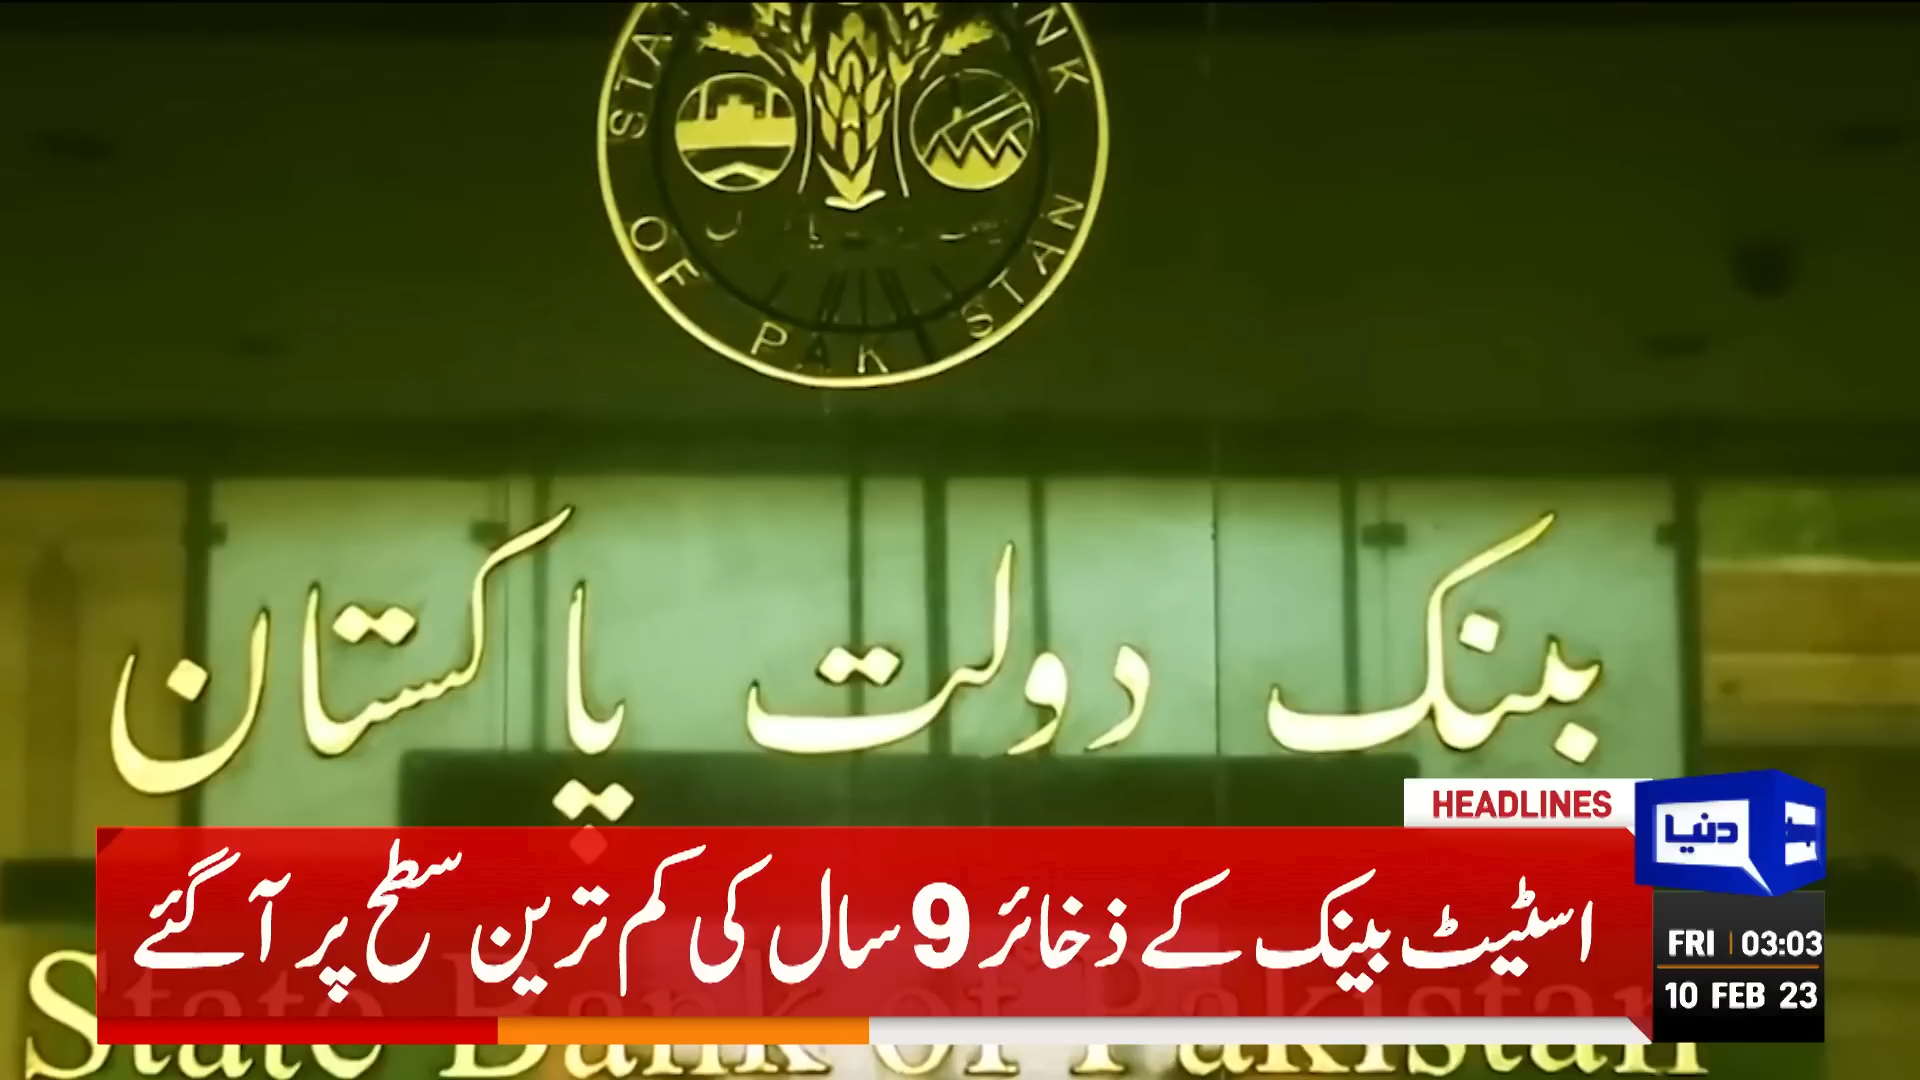 STATE BANK OF PAKISTAN
بینک دولت پاکستان
HEADLINES
دنیا
اسٹیٹ بینک کے ذخائر 9 سال کی کم ترین سطح پر آگئے
FRI 03:03
10 FEB 23
State Bank of Pakistan